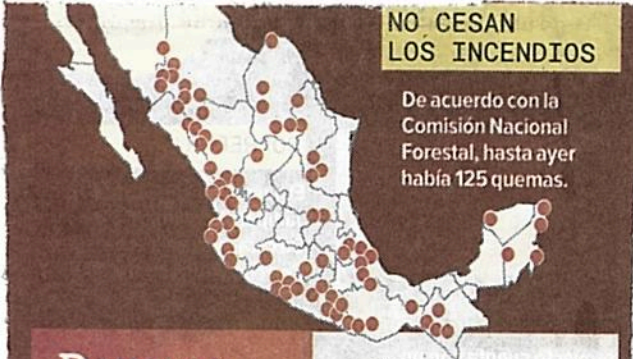 NO CESAN
LOS INCENDIOS
De acuerdo con la
Comisión Nacional
Forestal, hasta ayer
había 125 quemas.